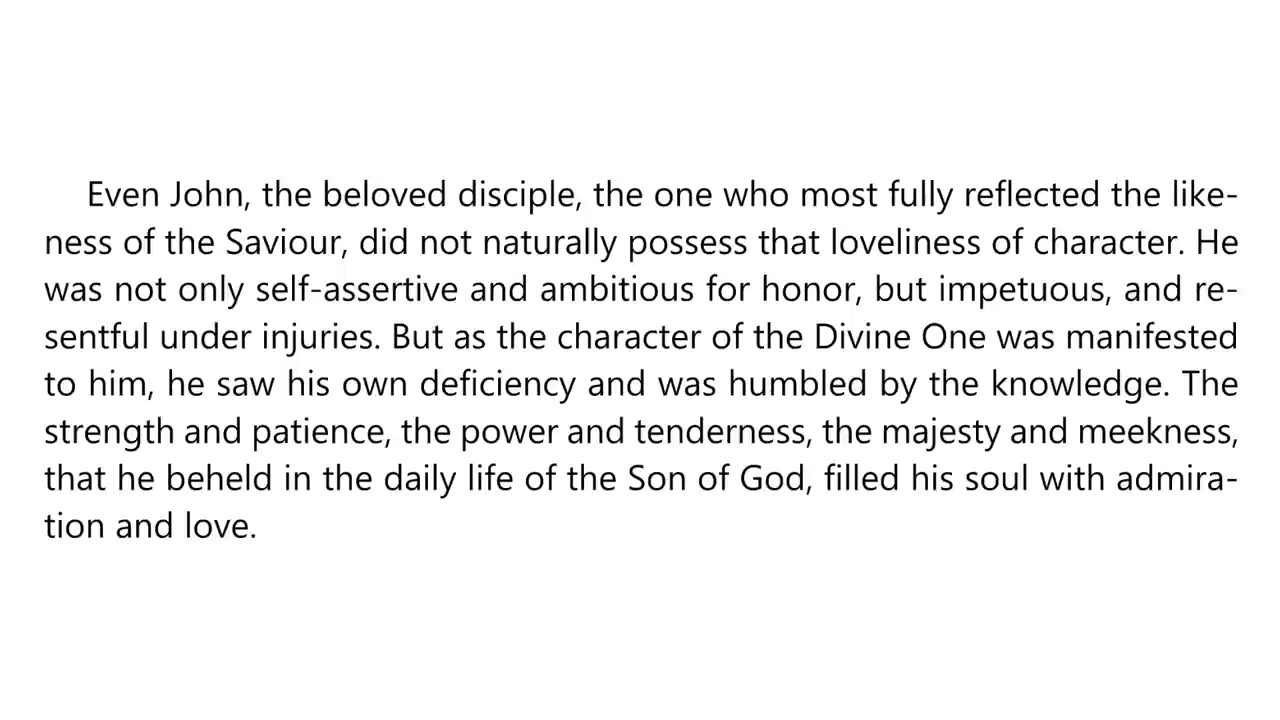 Even John, the beloved disciple, the one who most fully reflected the like-
ness of the Saviour, did not naturally possess that loveliness of character. He
was not only self-assertive and ambitious for honor, but impetuous, and re-
sentful under injuries. But as the character of the Divine One was manifested
to him, he saw his own deficiency and was humbled by the knowledge. The
strength and patience, the power and tenderness, the majesty and meekness,
that he beheld in the daily life of the Son of God, filled his soul with admira-
tion and love.